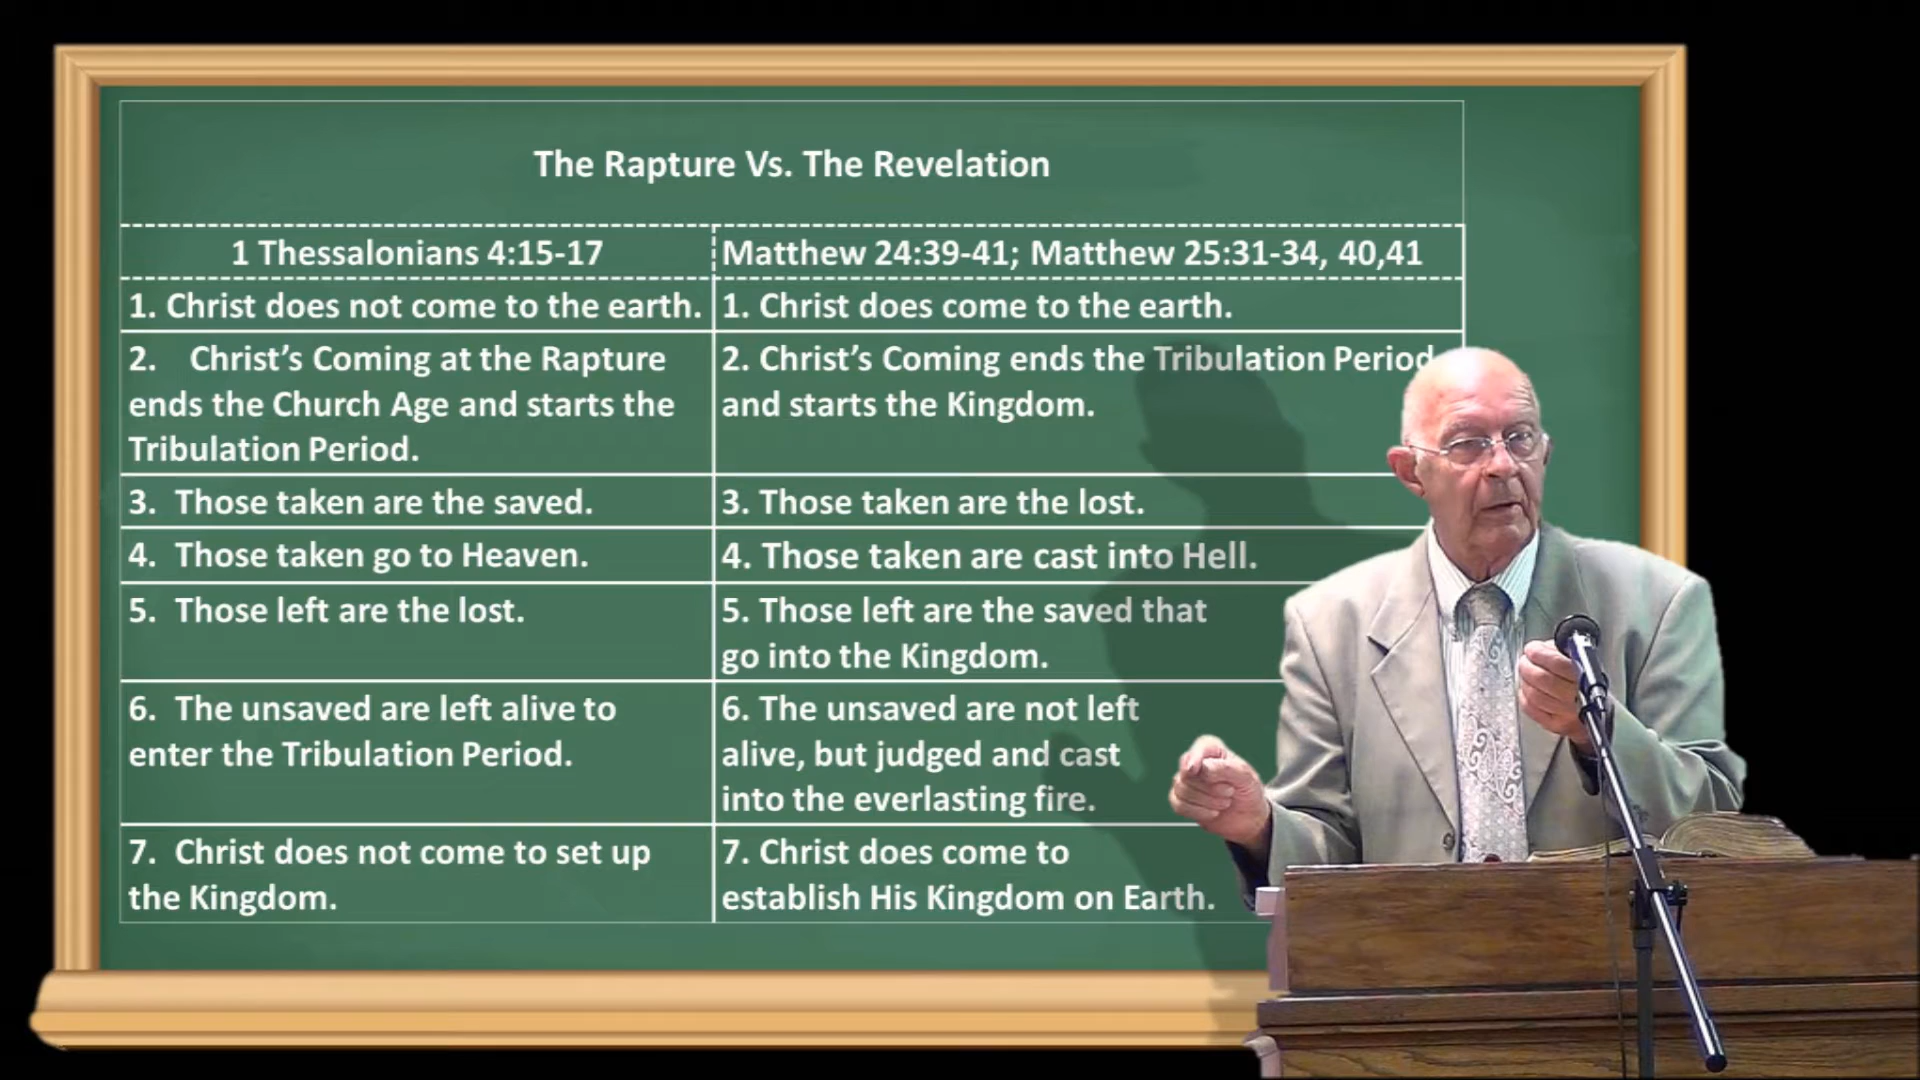 The Rapture Vs. The Revelation
1 Thessalonians 4:15-17
Matthew 24:39-41; Matthew 25:31-34, 40,41
1. Christ does not come to the earth.
1. Christ does come to the earth.
2. Christ's Coming at the Rapture
ends the Church Age and starts the
Tribulation Period.
2. Christ's Coming ends the Tribulation Period
and starts the Kingdom.
3. Those taken are the saved.
3. Those taken are the lost.
4. Those taken go to Heaven.
4. Those taken are cast into Hell.
5. Those left are the lost.
5. Those left are the saved that
go into the Kingdom.
6. The unsaved are left alive to
enter the Tribulation Period.
6. The unsaved are not left
alive, but judged and cast
into the everlasting fire.
7. Christ does not come to set up
the Kingdom.
7. Christ does come to
establish His Kingdom on Earth.